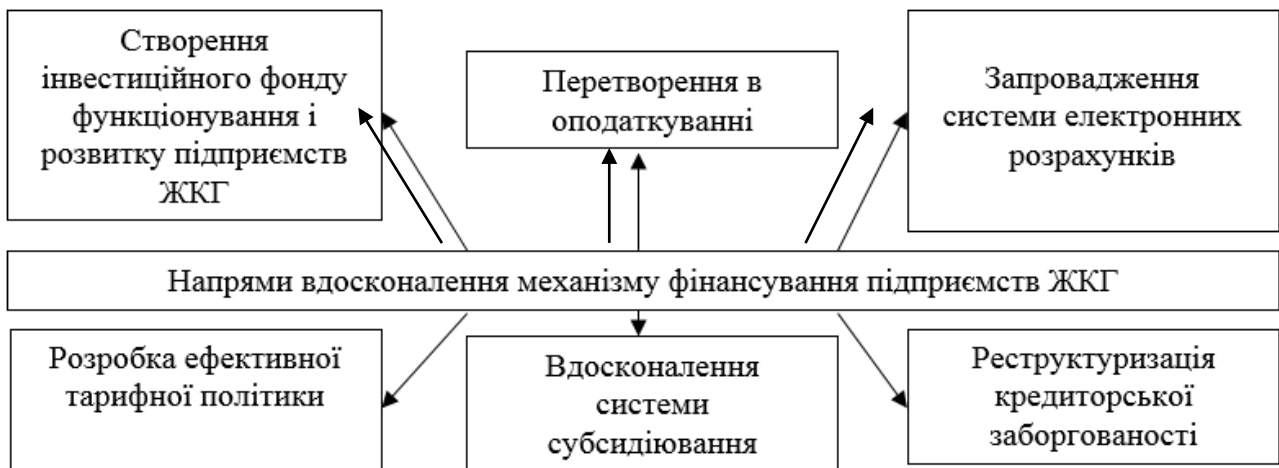 Створення
інвестиційного фонду
функціонування і
розвитку підприємств
ЖКГ
Перетворення в
оподаткуванні
Запровадження
системи електронних
розрахунків
Напрями вдосконалення механізму фінансування підприємств ЖКГ
Розробка ефективної
тарифної політики
Вдосконалення
системи
субсидіювання
Реструктуризація
кредиторської
заборгованості